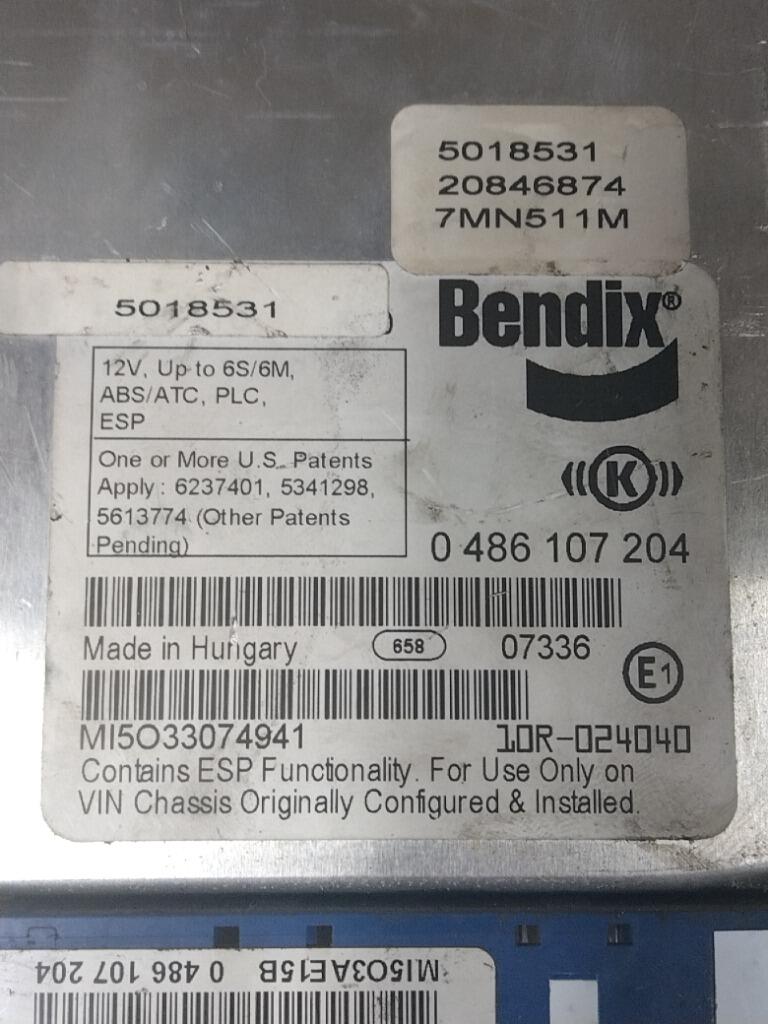 5018531
20846874
7MN511M
5018531
Bendix®
12V, Up to 6S/6M,
ABS/ATC, PLC,
ESP
One or More U.S. Patents
Apply : 6237401, 5341298,
5613774 (Other Patents
Pending)
K
0 486 107 204
Made in Hungary
658
07336
E1
MI5O33074941
10R-024040
Contains ESP Functionality. For Use Only on
VIN Chassis Originally Configured & Installed.
MI5O3AE15B 0 486 107 204